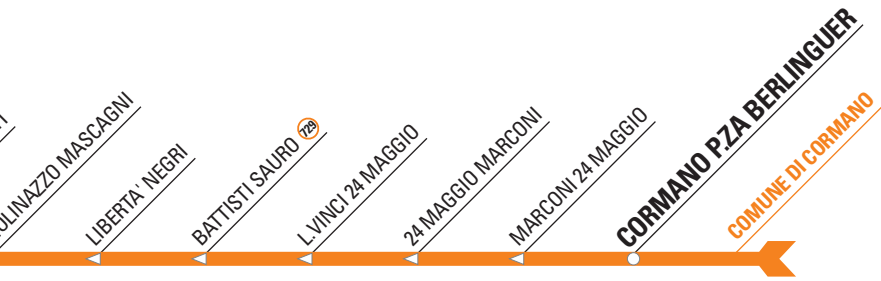 LIBERTA' NEGRI
BATTISTI SAURO 729
L.VINCI 24 MAGGIO
24 MAGGIO MARCONI
MARCONI 24 MAGGIO
CORMANO P.ZA BERLINGUER
COMUNE DI CORMANO
MASCAGNI